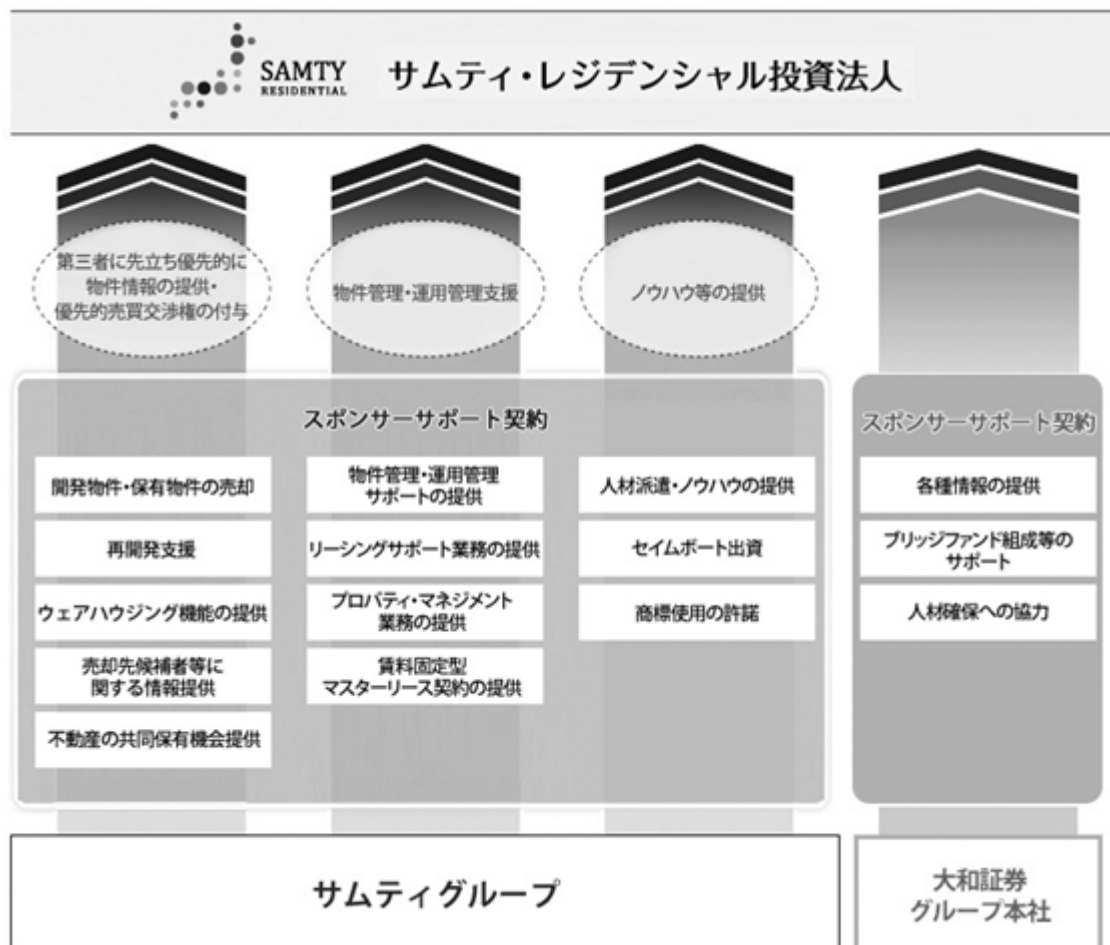 SAMTY
RESIDENTIAL
サムティ・レジデンシャル投資法人
第三者に先立ち優先的に
物件情報の提供・
優先的売買交渉権の付与
物件管理・運用管理支援
ノウハウ等の提供
スポンサーサポート契約
開発物件・保有物件の売却
再開発支援
ウェアハウジング機能の提供
売却先候補者等に
関する情報提供
不動産の共同保有機会提供
物件管理・運用管理
サポートの提供
リーシングサポート業務の提供
プロパティ・マネジメント
業務の提供
賃料固定型
マスターリース契約の提供
人材派遣・ノウハウの提供
セイムボート出資
商標使用の許諾
スポンサーサポート契約
各種情報の提供
ブリッジファンド組成等の
サポート
人材確保への協力
サムティグループ
大和証券
グループ本社